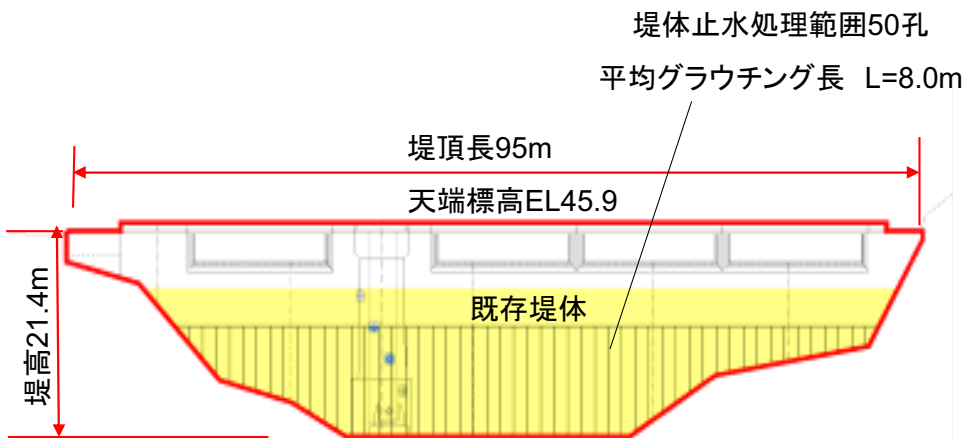 堤体止水処理範囲50孔
平均グラウチング長 L=8.0m
堤頂長95m
天端標高EL45.9
既存堤体
堤高21.4m